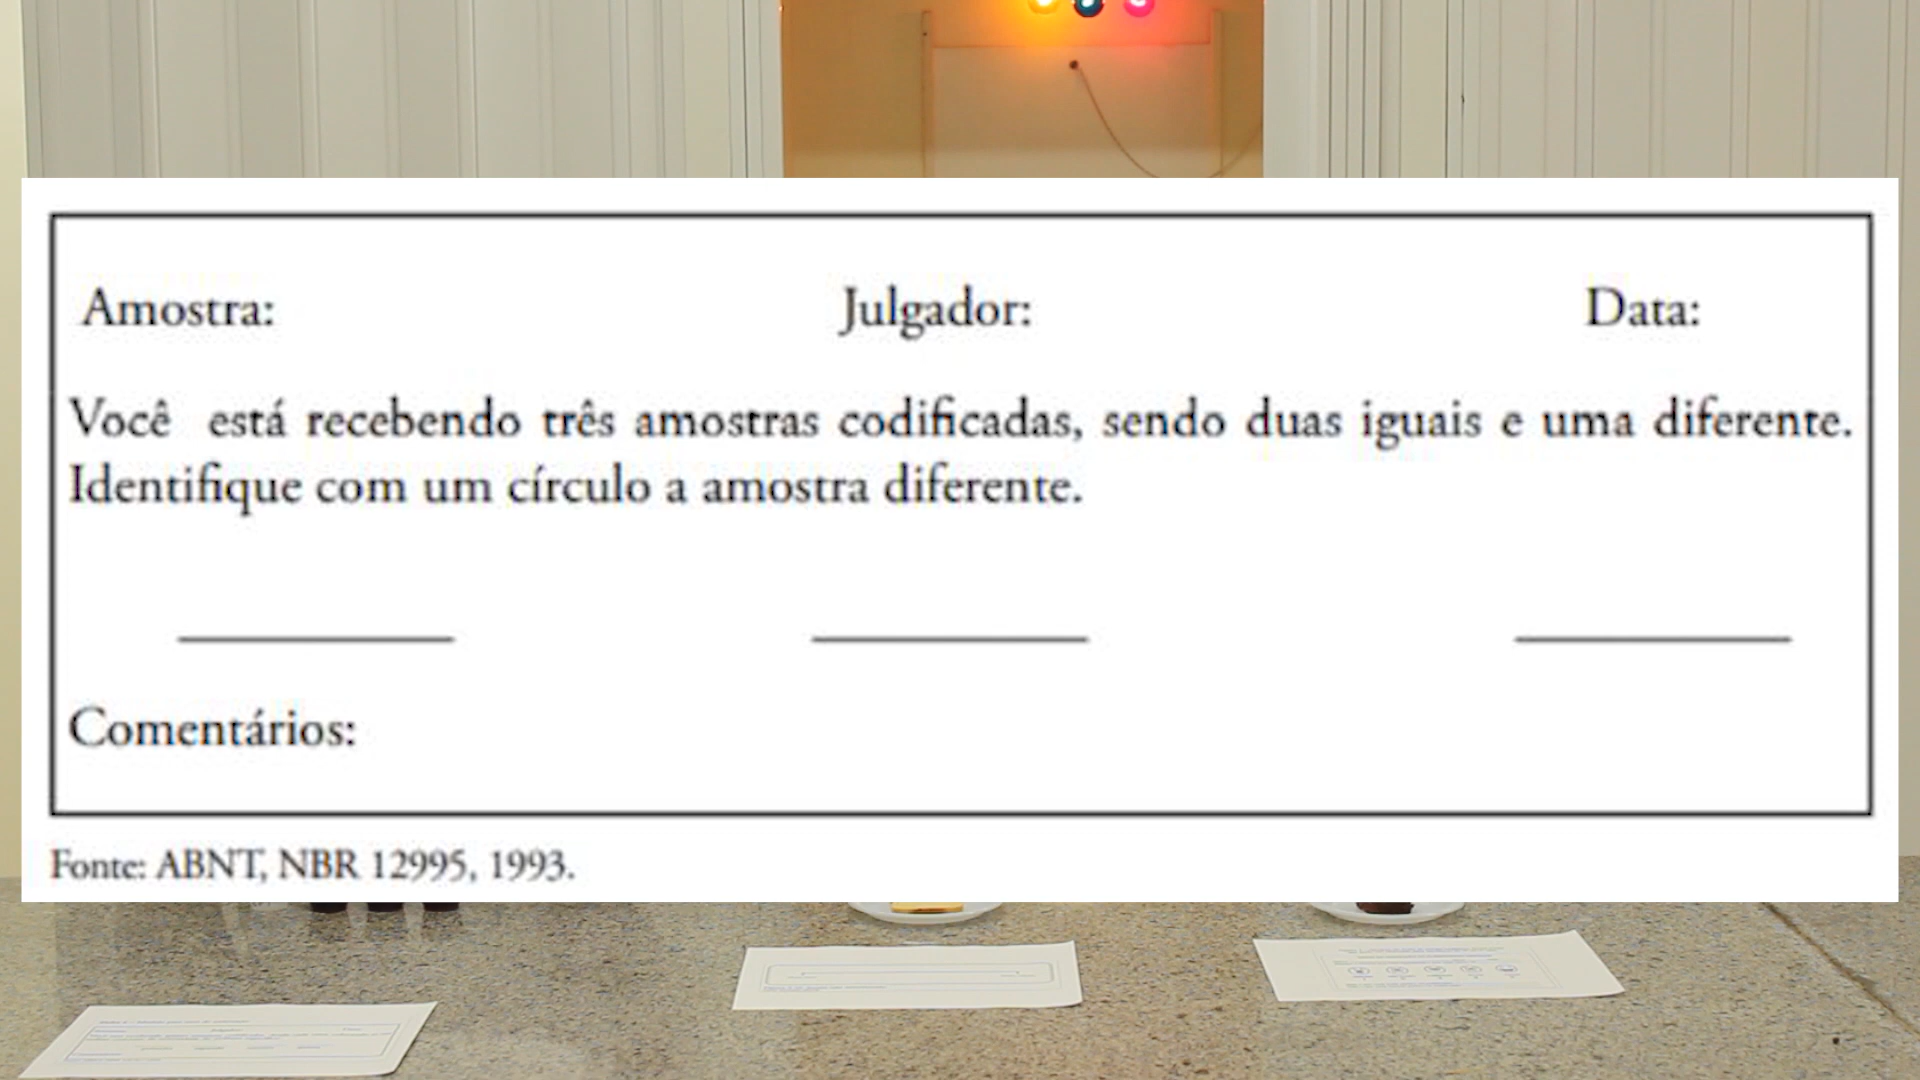 Amostra: Julgador: Data:
Você está recebendo três amostras codificadas, sendo duas iguais e uma diferente.
Identifique com um círculo a amostra diferente.
Comentários:
Fonte: ABNT, NBR 12995, 1993.